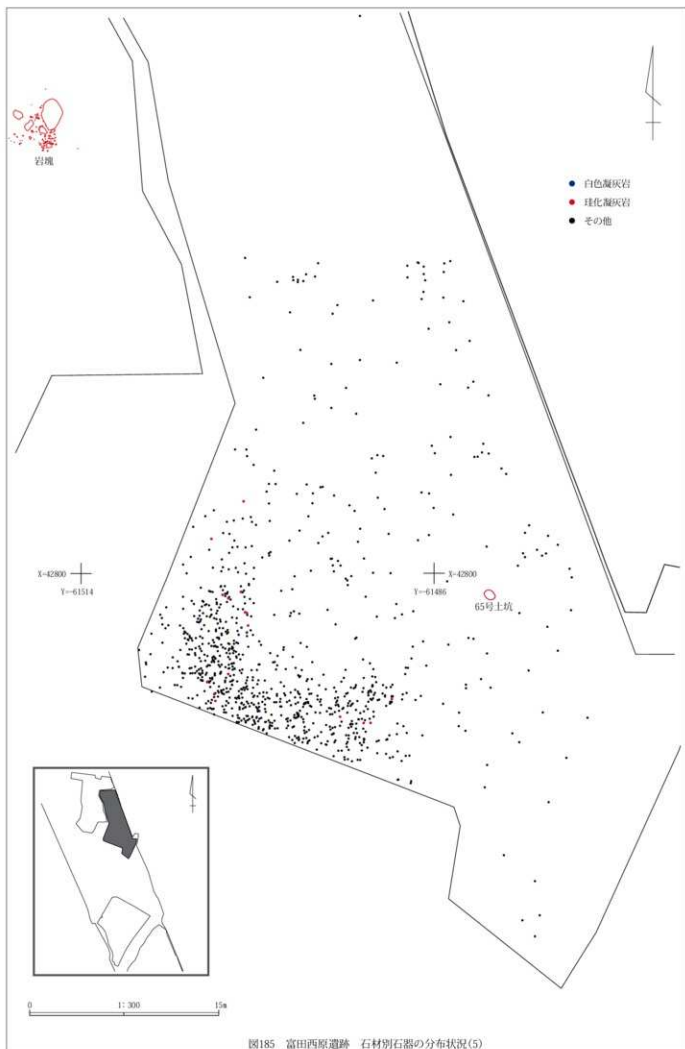 岩塊
白色凝灰岩
珪化凝灰岩
その他
X=-42800
Y=-61514
X=-42800
Y=-61486
65号土坑
0
1:300
15m
図185 富田西原遺跡 石材別石器の分布状況(5)